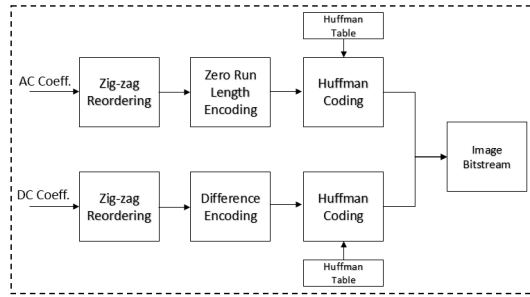 Huffman
Table
AC Coeff.
Zig-zag
Reordering
Zero Run
Length
Encoding
Huffman
Coding
Image
Bitstream
DC Coeff.
Zig-zag
Reordering
Difference
Encoding
Huffman
Coding
Huffman
Table